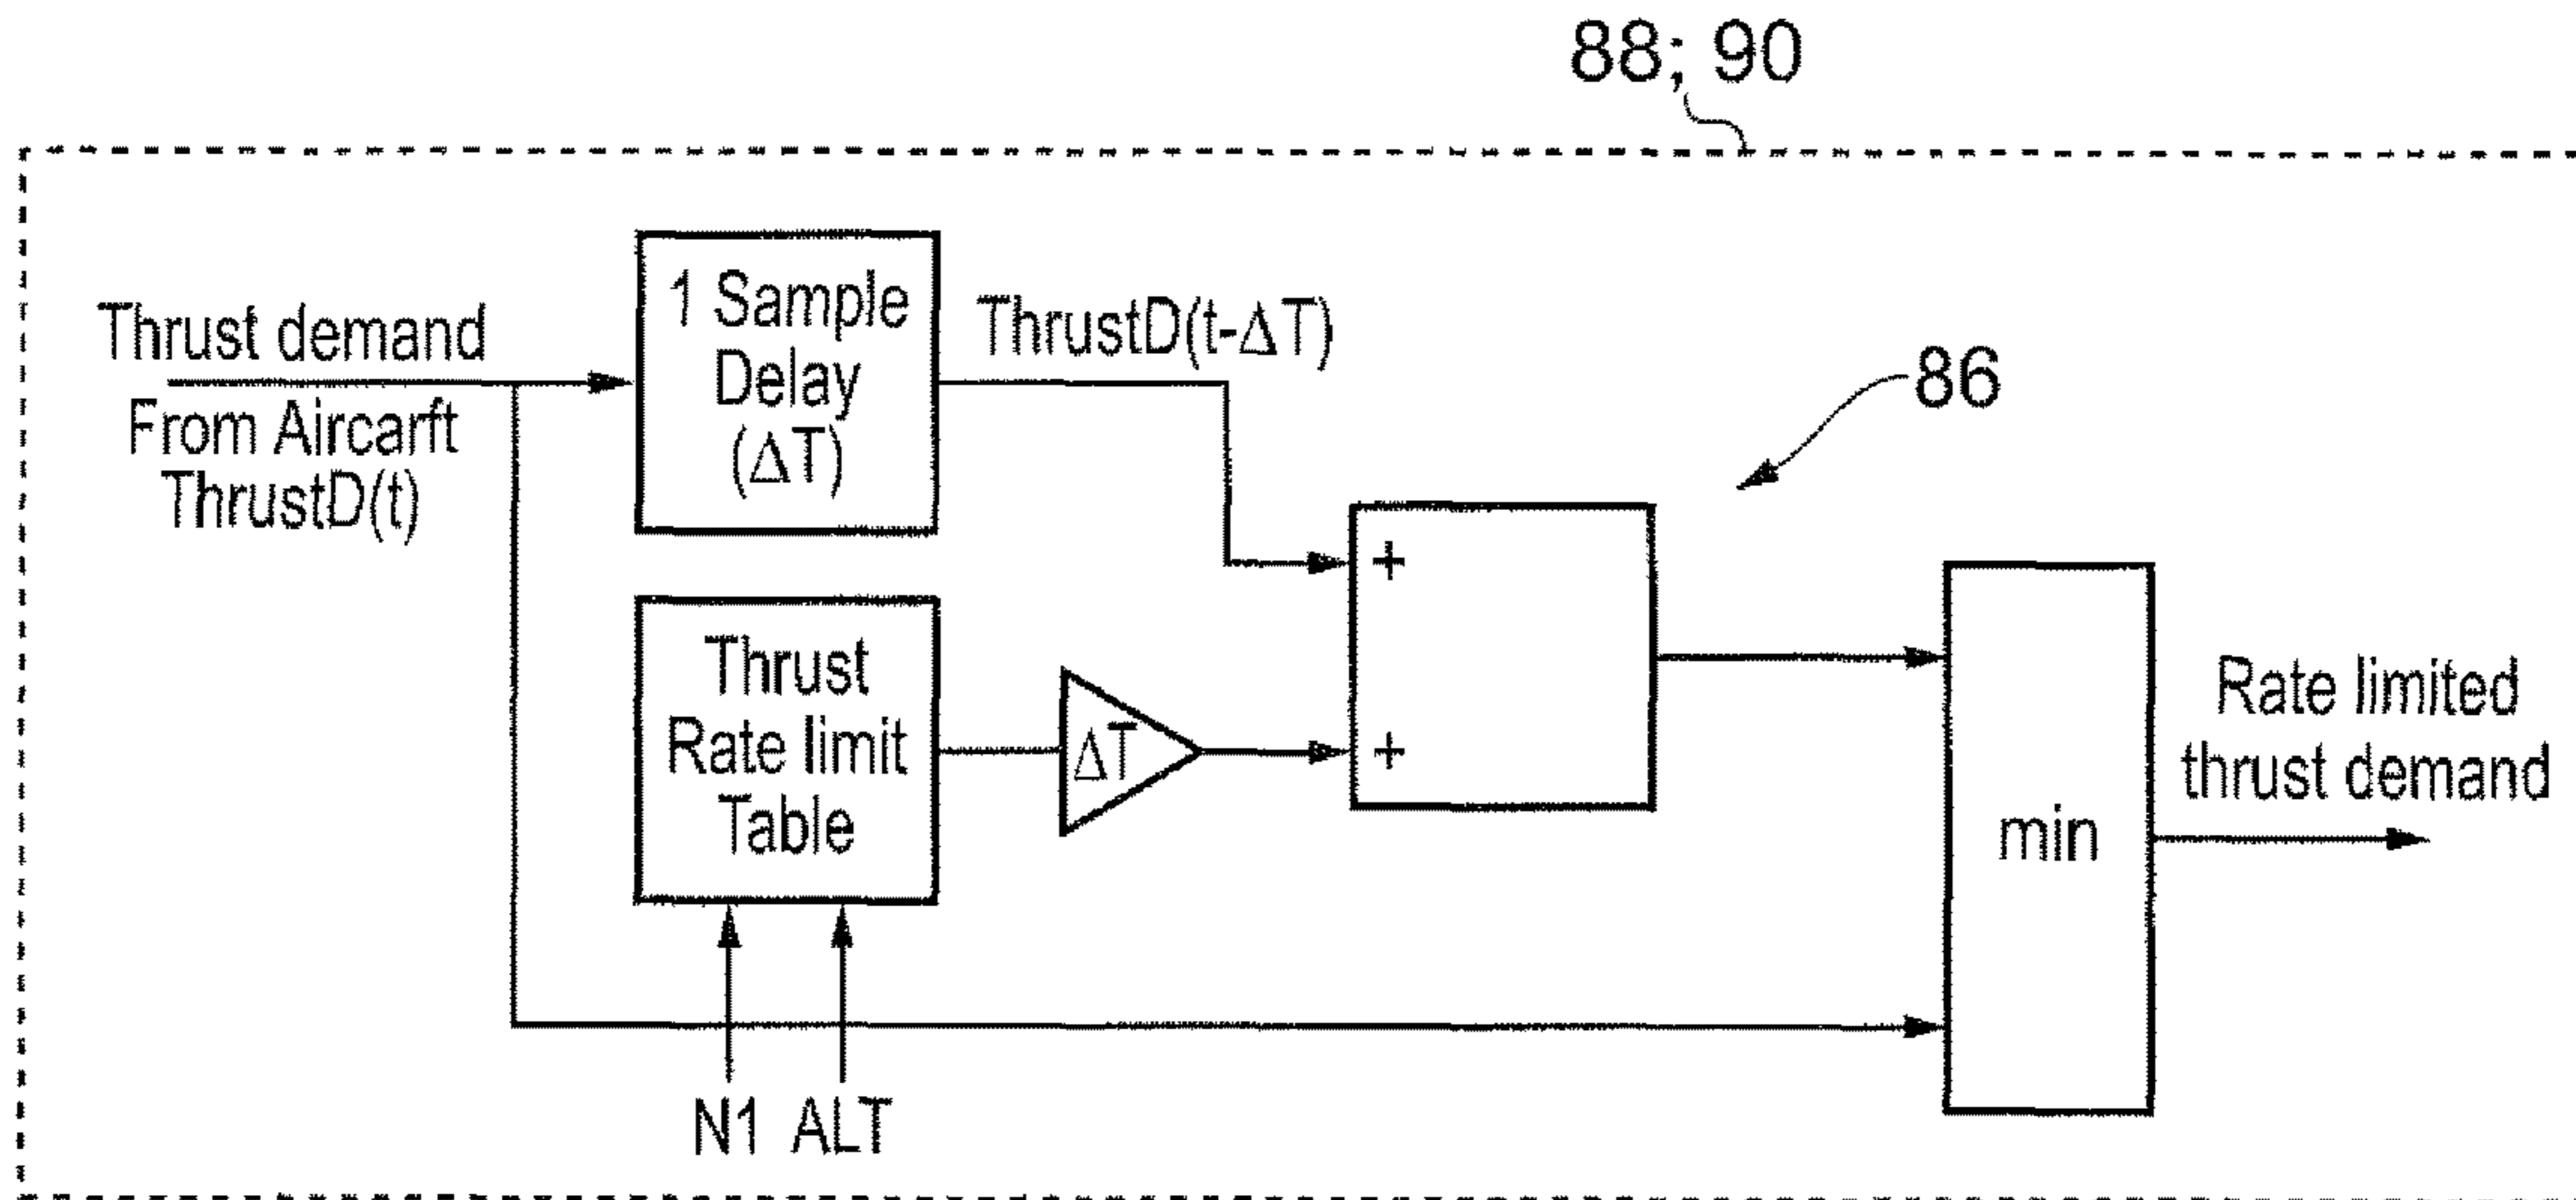 88; 90
Thrust demand
From Aircarft
ThrustD(t)
1 Sample
Delay
(ΔT)
ThrustD(t-ΔT)
86
Thrust
Rate limit
Table
ΔT
+
+
min
Rate limited
thrust demand
N1 ALT